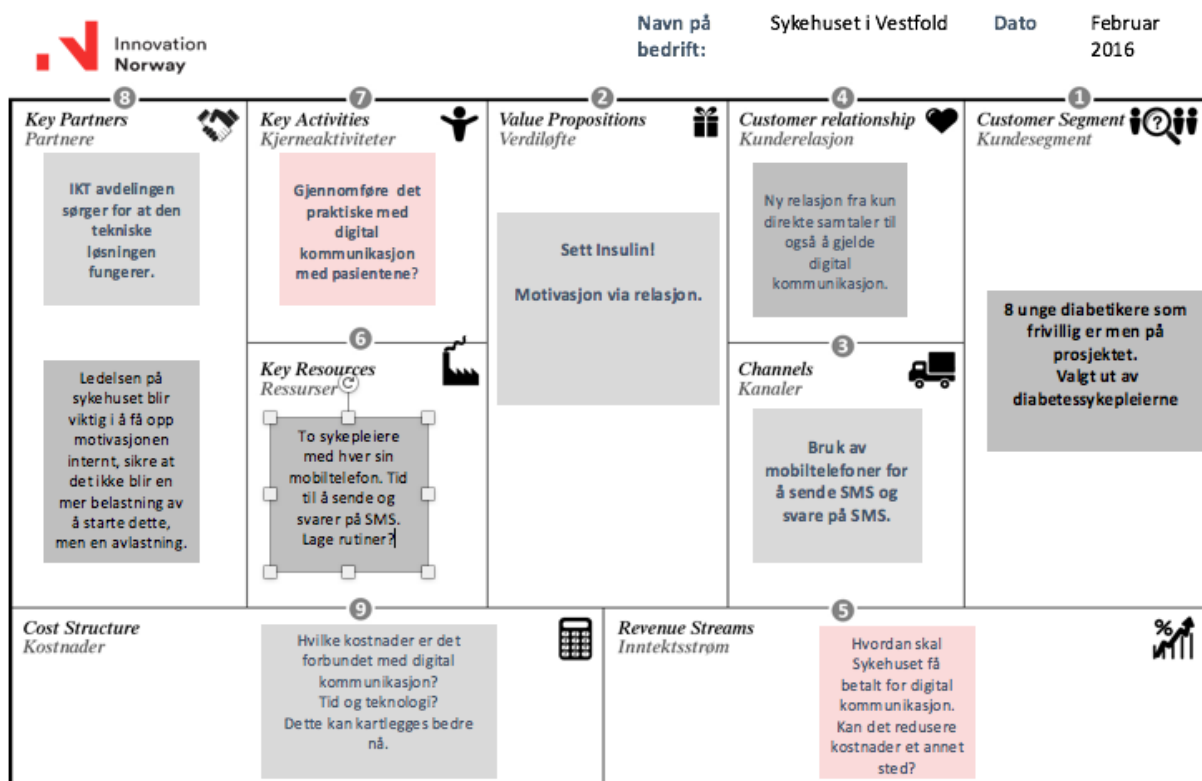 Innovation
Norway
Navn på
bedrift:
Sykehuset i Vestfold
Dato
Februar
2016
8
Key Partners
Partnere
IKT avdelingen
sørger for at den
tekniske
løsningen
fungerer.
Ledelsen på
sykehuset blir
viktig i å få opp
motivasjonen
internt, sikre at
det ikke blir en
mer belastning av
å starte dette,
men en avlastning.
7
Key Activities
Kjerneaktiviteter
Gjennomføre det
praktiske med
digital
kommunikasjon
med pasientene?
6
Key Resources
Ressurser
To sykepleiere
med hver sin
mobiltelefon. Tid
til å sende og
svarer på SMS.
Lage rutiner?
2
Value Propositions
Verdiløfte
Sett Insulin!
Motivasjon via relasjon.
4
Customer relationship
Kunderelasjon
Ny relasjon fra kun
direkte samtaler til
også å gjelde
digital
kommunikasjon.
3
Channels
Kanaler
Bruk av
mobiltelefoner for
å sende SMS og
svare på SMS.
1
Customer Segment
Kundesegment
?
8 unge diabetikere som
frivillig er men på
prosjektet.
Valgt ut av
diabetessykepleierne
9
Cost Structure
Kostnader
Hvilke kostnader er det
forbundet med digital
kommunikasjon?
Tid og teknologi?
Dette kan kartlegges bedre
nå.
5
Revenue Streams
Inntektsstrøm
Hvordan skal
Sykehuset få
betalt for digital
kommunikasjon.
Kan det redusere
kostnader et annet
sted?
%